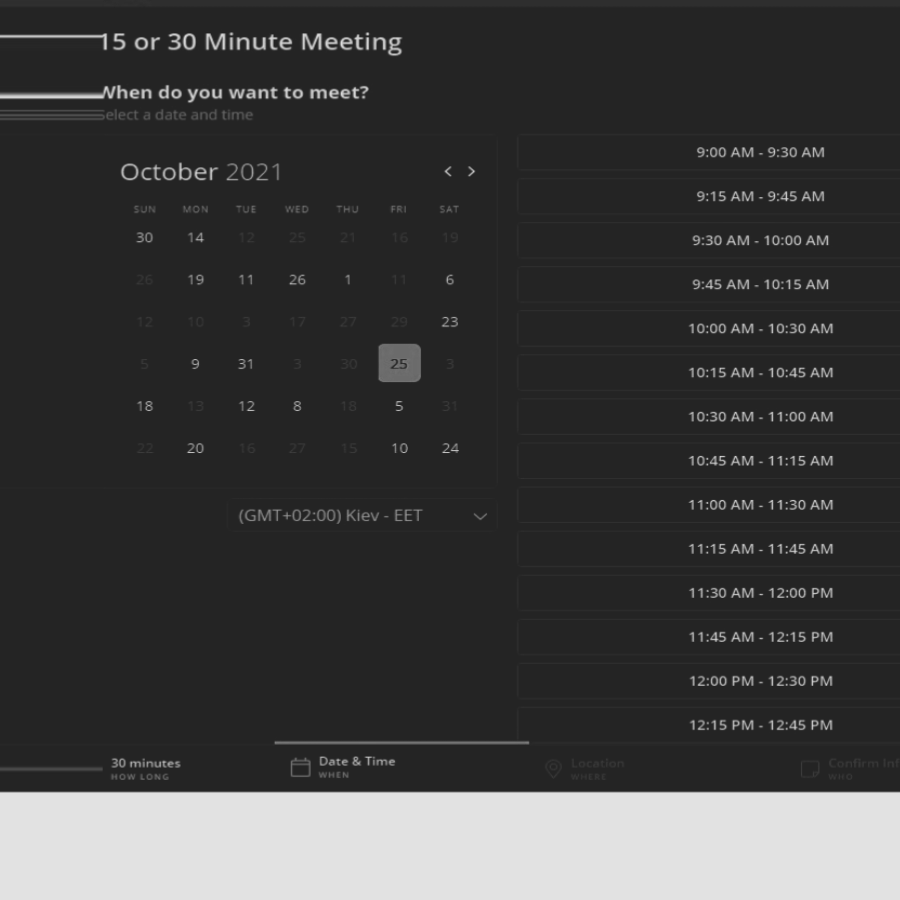 15 or 30 Minute Meeting
When do you want to meet?
Select a date and time
October 2021 < >
SUN MON TUE WED THU FRI SAT
30 14 12 25 21 16 19
26 19 11 26 1 11 6
12 10 3 17 27 29 23
5 9 31 3 30 25 3
18 13 12 8 18 5 31
22 20 16 27 15 10 24
(GMT+02:00) Kiev - EET
9:00 AM - 9:30 AM
9:15 AM - 9:45 AM
9:30 AM - 10:00 AM
9:45 AM - 10:15 AM
10:00 AM - 10:30 AM
10:15 AM - 10:45 AM
10:30 AM - 11:00 AM
10:45 AM - 11:15 AM
11:00 AM - 11:30 AM
11:15 AM - 11:45 AM
11:30 AM - 12:00 PM
11:45 AM - 12:15 PM
12:00 PM - 12:30 PM
12:15 PM - 12:45 PM
30 minutes
HOW LONG
Date & Time
WHEN
Location
WHERE
Confirm Inf
WHO